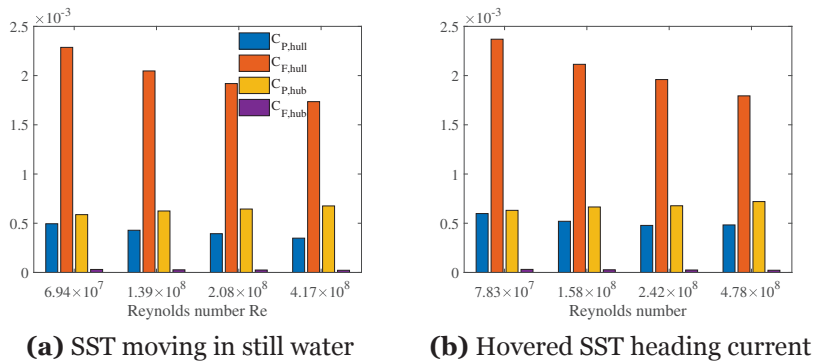 ×10⁻³
2.5
2
1.5
1
0.5
0
C_P,hull
C_F,hull
C_P,hub
C_F,hub
6.94×10⁷ 1.39×10⁸ 2.08×10⁸ 4.17×10⁸
Reynolds number Re
(a) SST moving in still water
×10⁻³
2.5
2
1.5
1
0.5
0
7.83×10⁷ 1.58×10⁸ 2.42×10⁸ 4.78×10⁸
Reynolds number
(b) Hovered SST heading current